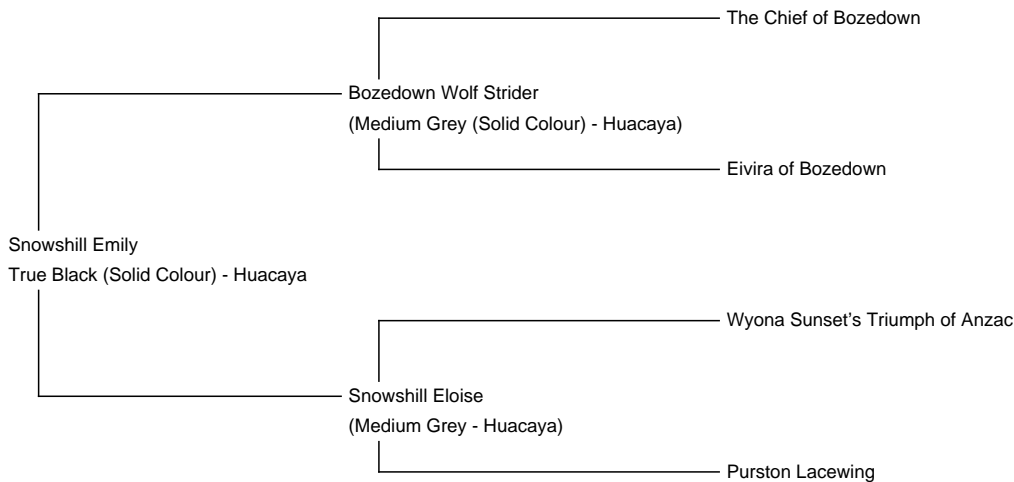 The Chief of Bozedown
Bozedown Wolf Strider
(Medium Grey (Solid Colour) - Huacaya)
Eivira of Bozedown
Snowshill Emily
True Black (Solid Colour) - Huacaya
Wyona Sunset's Triumph of Anzac
Snowshill Eloise
(Medium Grey - Huacaya)
Purston Lacewing